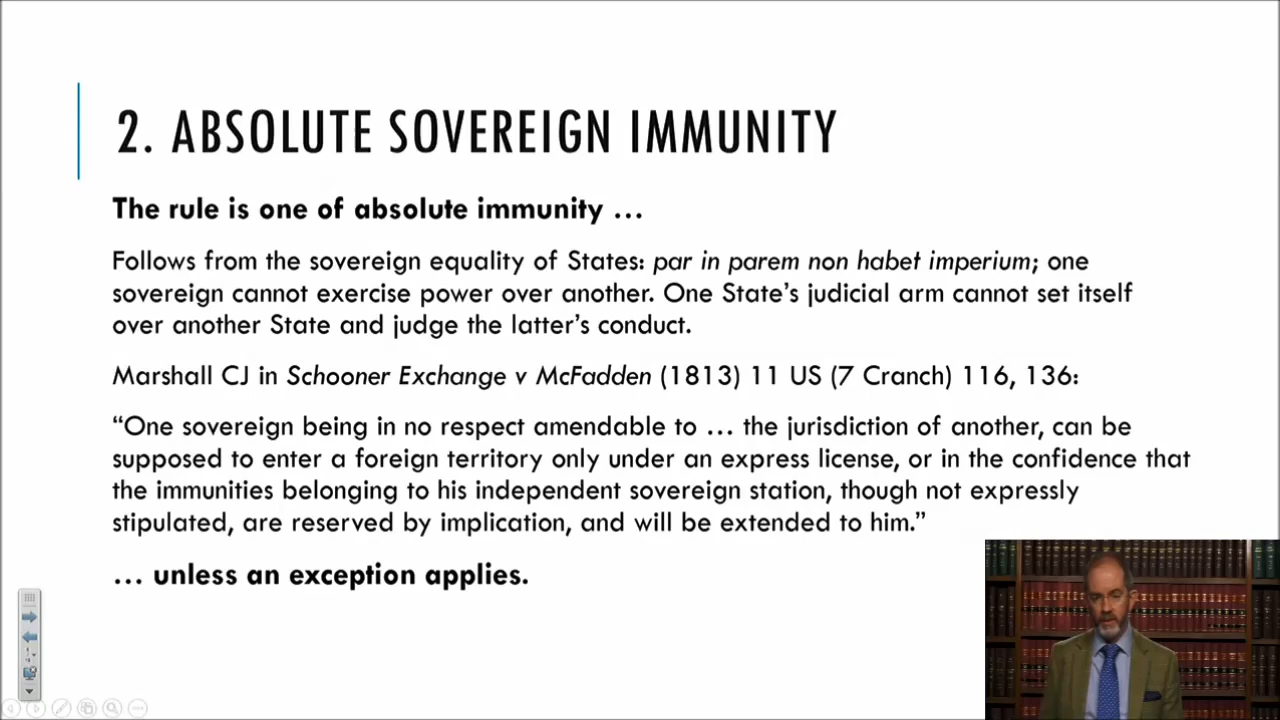 2. ABSOLUTE SOVEREIGN IMMUNITY
The rule is one of absolute immunity …
Follows from the sovereign equality of States: par in parem non habet imperium; one
sovereign cannot exercise power over another. One State’s judicial arm cannot set itself
over another State and judge the latter’s conduct.
Marshall CJ in Schooner Exchange v McFadden (1813) 11 US (7 Cranch) 116, 136:
“One sovereign being in no respect amendable to … the jurisdiction of another, can be
supposed to enter a foreign territory only under an express license, or in the confidence that
the immunities belonging to his independent sovereign station, though not expressly
stipulated, are reserved by implication, and will be extended to him.”
… unless an exception applies.